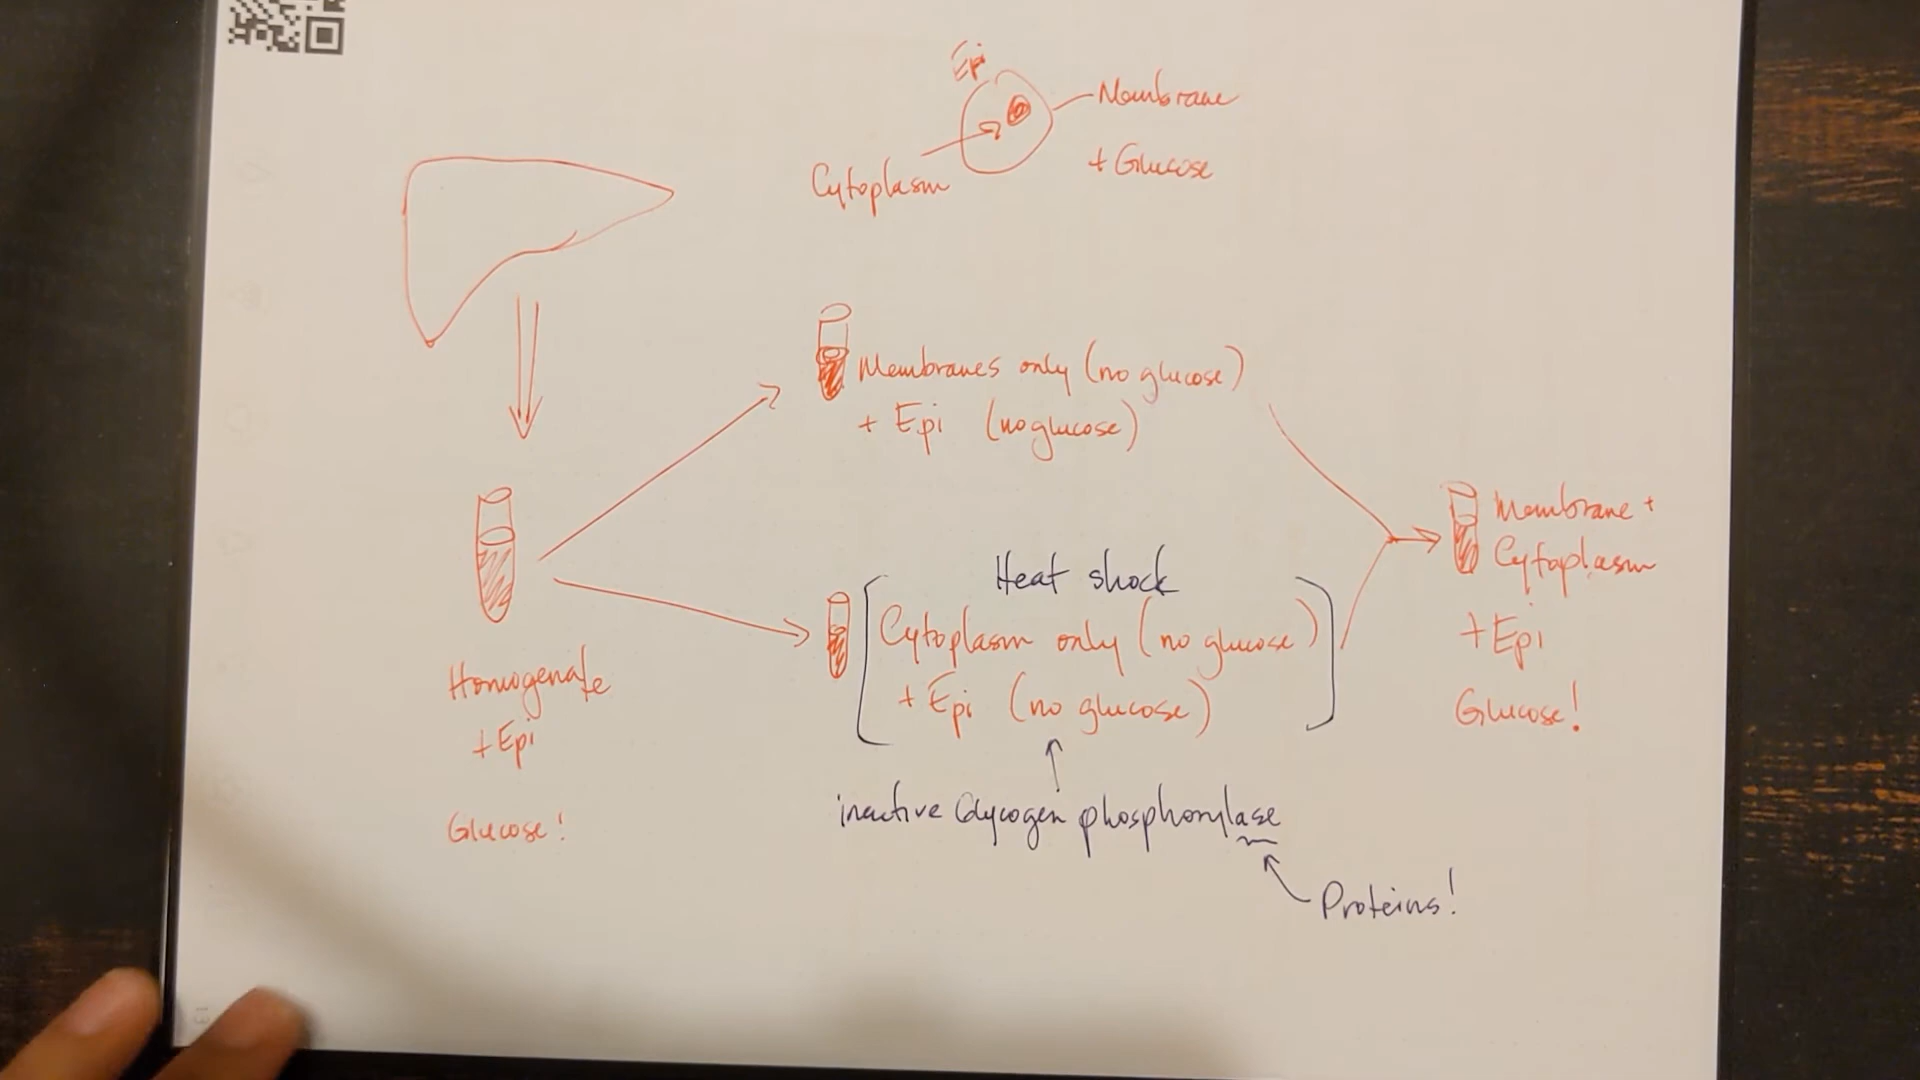 Epi
Membrane
+ Glucose
Cytoplasm
Membranes only (no glucose)
+ Epi (no glucose)
Membrane +
Cytoplasm
+ Epi
Glucose!
Heat shock
Cytoplasm only (no glucose)
+ Epi (no glucose)
Homogenate
+ Epi
Glucose!
inactive Glycogen phosphorylase
Proteins!